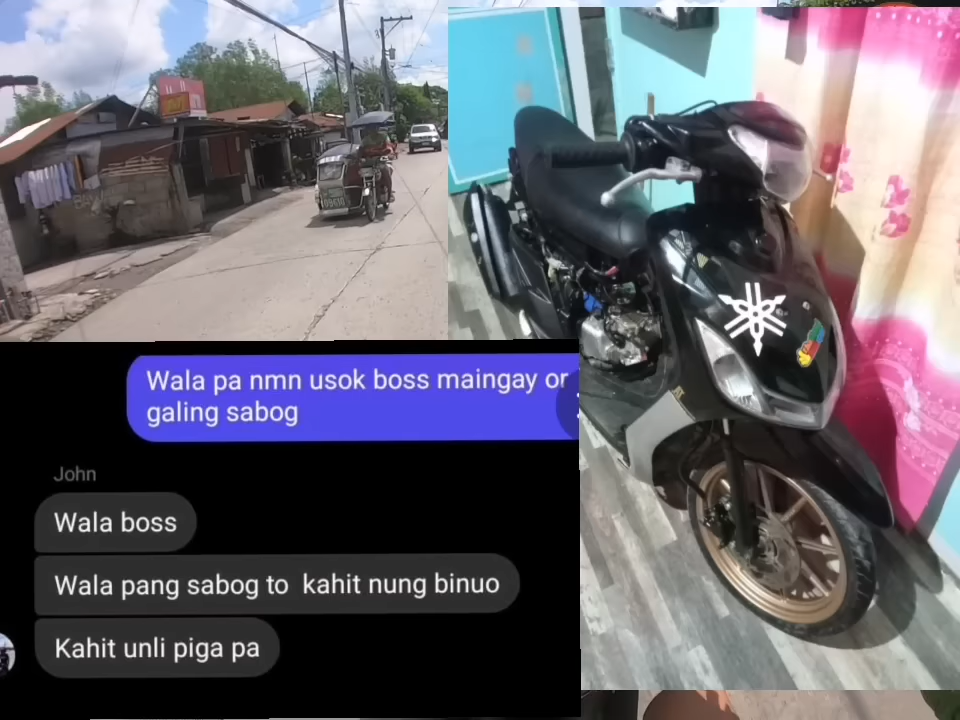 Wala pa nmn usok boss maingay or
galing sabog
John
Wala boss
Wala pang sabog to kahit nung binuo
Kahit unli piga pa